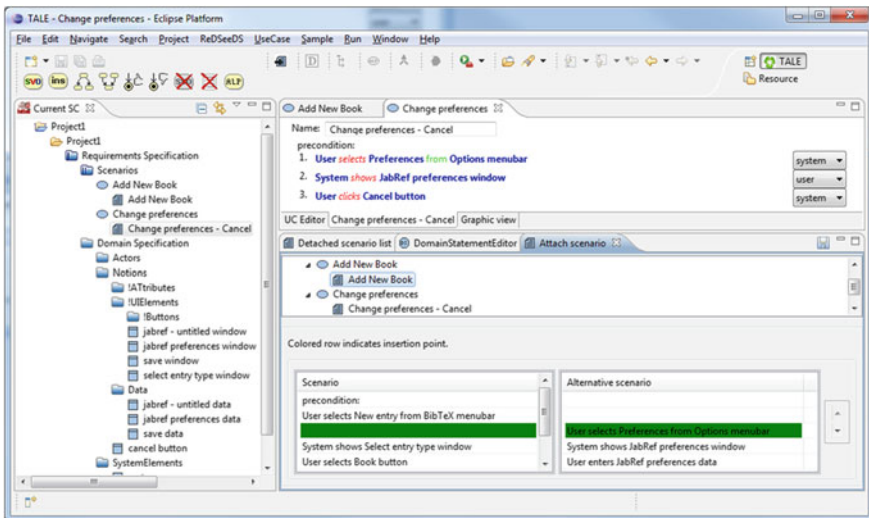 TALE - Change preferences - Eclipse Platform
File Edit Navigate Search Project ReDSeeDS UseCase Sample Run Window Help
TALE
Resource
SVO ins ALT
Current SC
Project1
Project1
Requirements Specification
Scenarios
Add New Book
Add New Book
Change preferences
Change preferences - Cancel
Domain Specification
Actors
Notions
!ATtributes
!UIElements
!Buttons
jabref - untitled window
jabref preferences window
save window
select entry type window
Data
jabref - untitled data
jabref preferences data
save data
cancel button
SystemElements
Add New Book Change preferences
Name: Change preferences - Cancel
precondition:
1. User selects Preferences from Options menubar system
2. System shows JabRef preferences window user
3. User clicks Cancel button system
UC Editor Change preferences - Cancel Graphic view
Detached scenario list DomainStatementEditor Attach scenario
Add New Book
Add New Book
Change preferences
Change preferences - Cancel
Colored row indicates insertion point.
Scenario
precondition:
User selects New entry from BibTeX menubar
System shows Select entry type window
User selects Book button
Alternative scenario
User selects Preferences from Options menubar
System shows JabRef preferences window
User enters JabRef preferences data